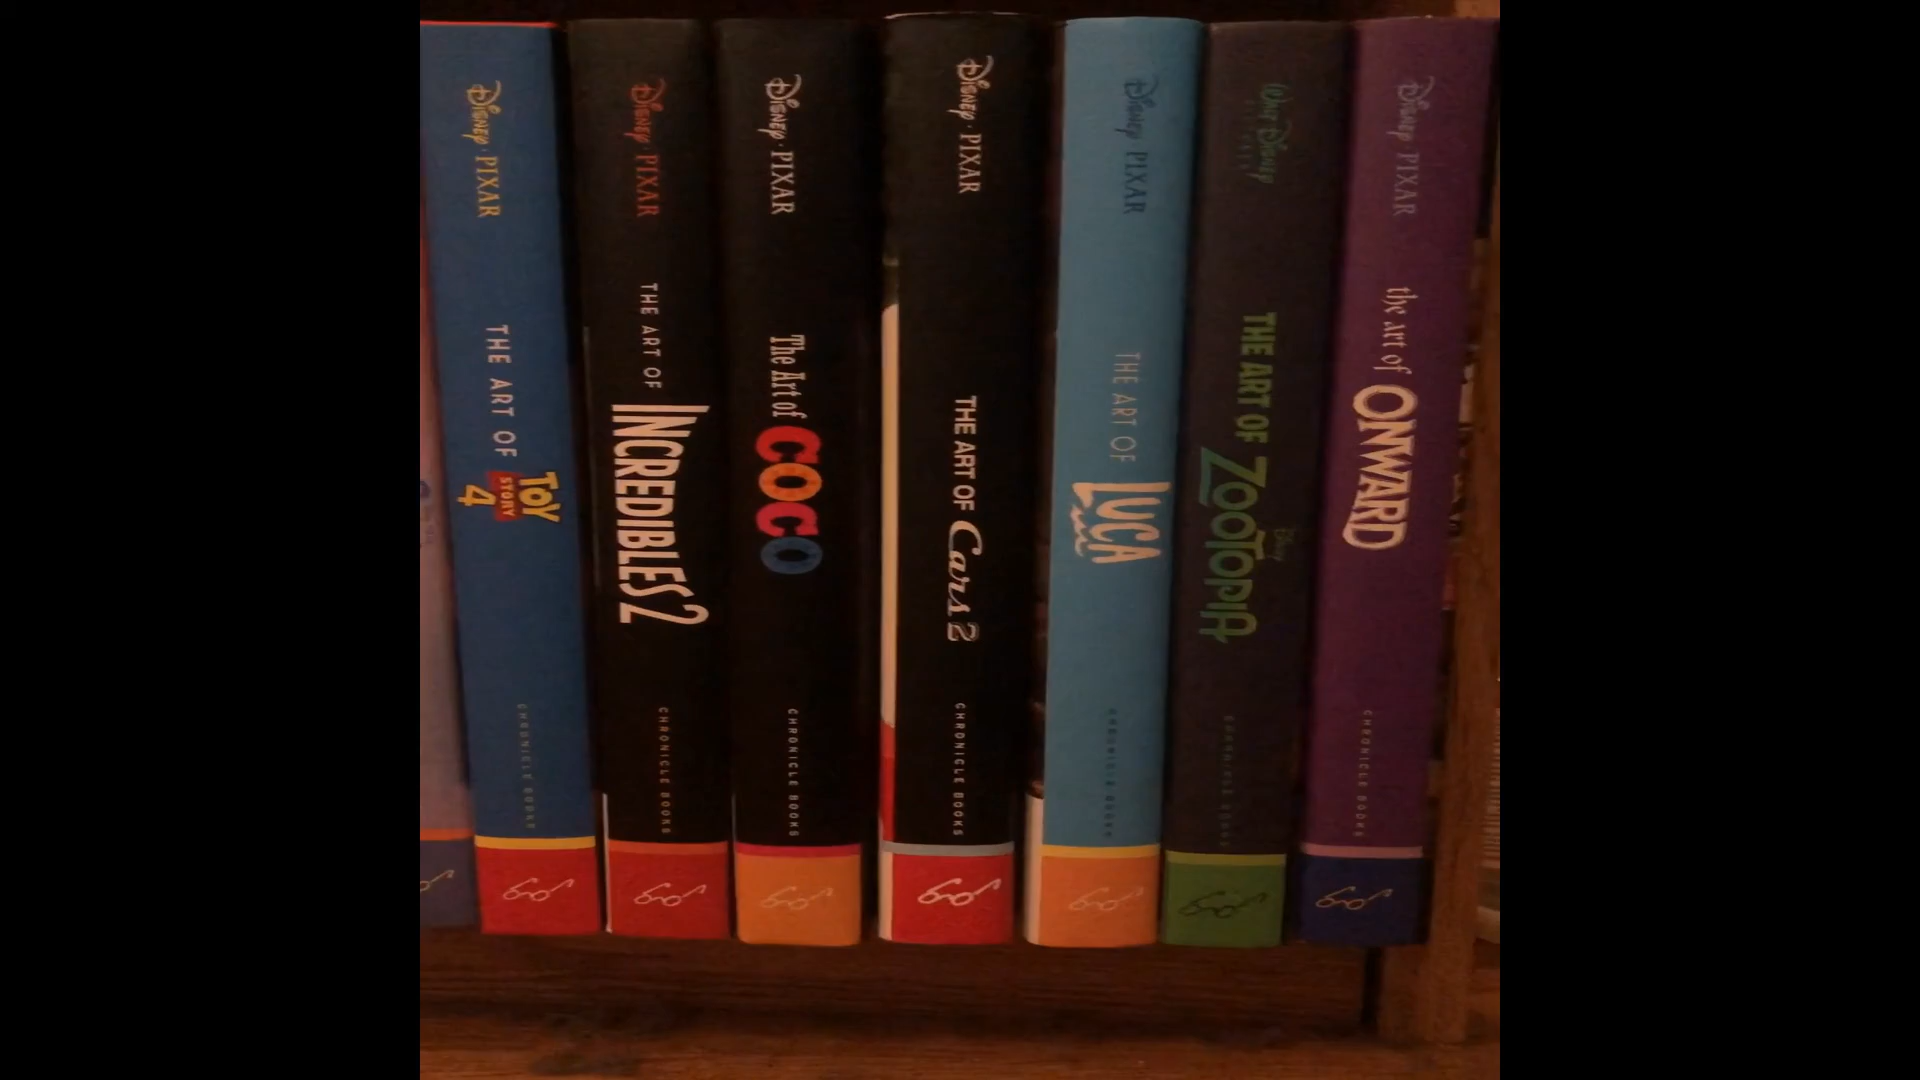 Disney · PIXAR
THE ART OF
TOY
STORY
4
CHRONICLE BOOKS
Disney · PIXAR
THE ART OF
INCREDIBLES 2
CHRONICLE BOOKS
Disney · PIXAR
The Art of
COCO
CHRONICLE BOOKS
Disney · PIXAR
THE ART OF
Cars 2
CHRONICLE BOOKS
Disney PIXAR
THE ART OF
LUCA
CHRONICLE BOOKS
WALT DISNEY
THE ART OF
Disney
ZOOTOPIA
CHRONICLE BOOKS
Disney PIXAR
the art of
ONWARD
CHRONICLE BOOKS